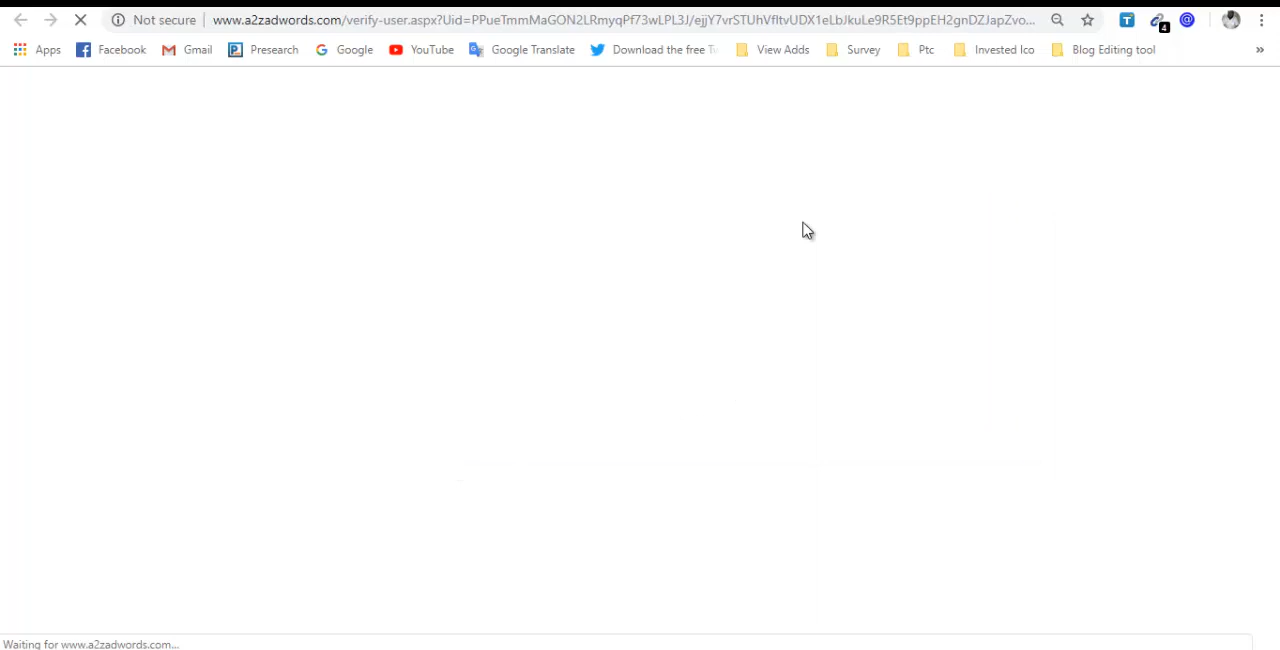 Not secure www.a2zadwords.com/verify-user.aspx?Uid=PPueTmmMaGON2LRmyqPf73wLPL3J/ejjY7vrSTUhVfltvUDX1eLbJkuLe9R5Et9ppEH2gnDZJapZvo... 4
Apps Facebook Gmail Presearch Google YouTube Google Translate Download the free View Adds Survey Ptc Invested Ico Blog Editing tool »
Waiting for www.a2zadwords.com...